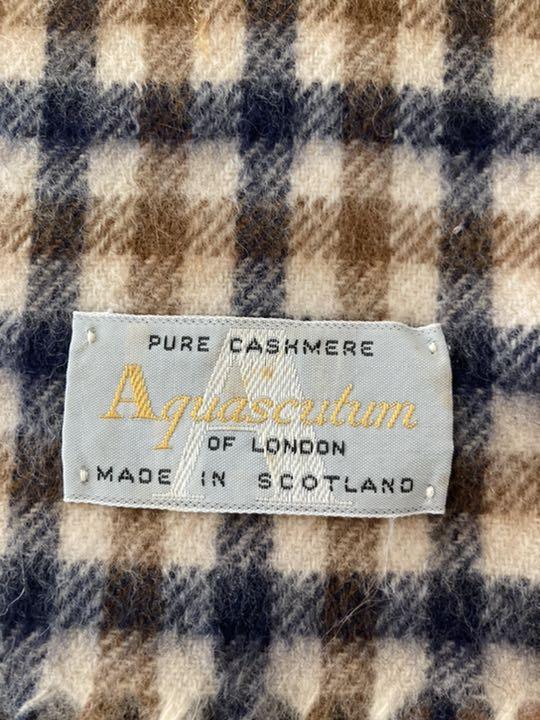 PURE CASHMERE
Aquascutum
OF LONDON
MADE IN SCOTLAND